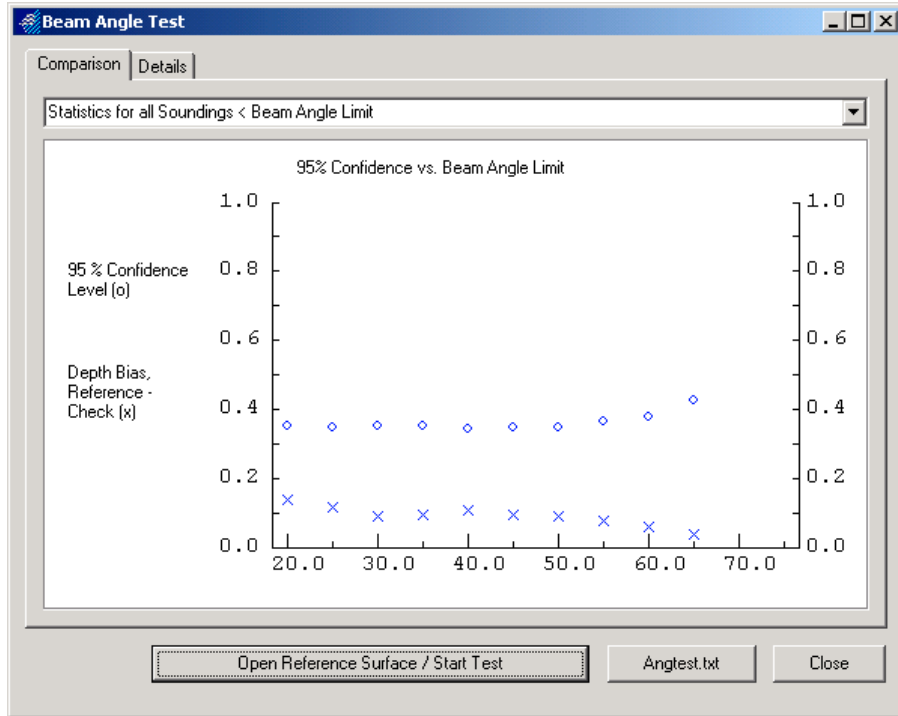 Beam Angle Test
Comparison
Details
Statistics for all Soundings < Beam Angle Limit
95% Confidence vs. Beam Angle Limit
95 % Confidence
Level (o)
Depth Bias,
Reference -
Check (x)
1.0
0.8
0.6
0.4
0.2
0.0
1.0
0.8
0.6
0.4
0.2
0.0
20.0 30.0 40.0 50.0 60.0 70.0
Open Reference Surface / Start Test
Angtest.txt
Close